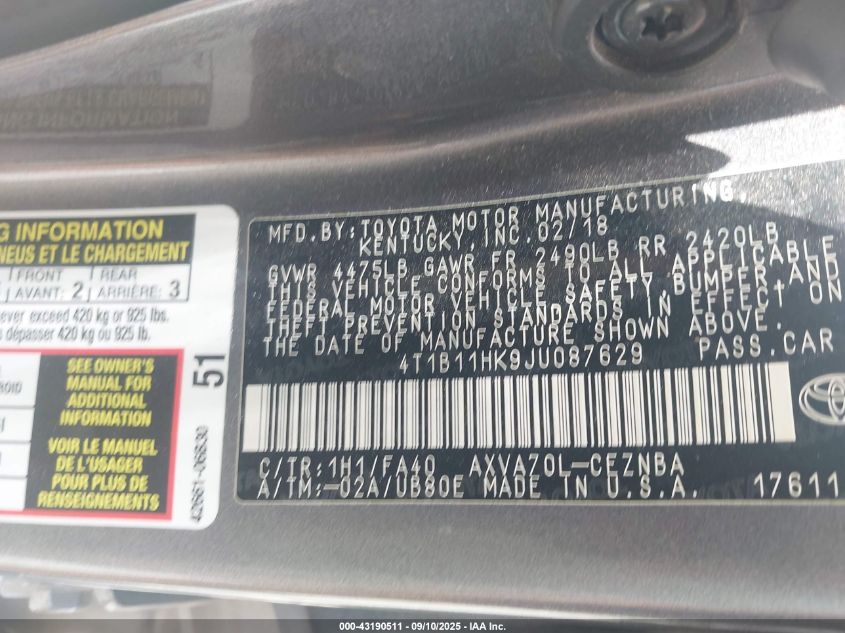 G INFORMATION
NEUS ET LE CHARGEMENT
FRONT
AVANT: 2
REAR
ARRIÈRE: 3
never exceed 420 kg or 925 lbs.
dépasser 420 kg ou 925 lb.
SEE OWNER'S
MANUAL FOR
ADDITIONAL
INFORMATION
VOIR LE MANUEL
DE L'USAGER
POUR PLUS DE
RENSEIGNEMENTS
51
42661-06830
MFD.BY:TOYOTA MOTOR MANUFACTURING,
KENTUCKY,INC.02/18
GVWR 4475LB GAWR FR 2490LB RR 2420LB
THIS VEHICLE CONFORMS TO ALL APPLICABLE
FEDERAL MOTOR VEHICLE SAFETY,BUMPER,AND
THEFT PREVENTION STANDARDS IN EFFECT ON
THE DATE OF MANUFACTURE SHOWN ABOVE.
4T1B11HK9JU087629 PASS.CAR
C/TR:1H1/FA40 AXVA70L-CEZNBA
A/TM:-02A/UB80E MADE IN U.S.A. 17611
000-43190511 - 09/10/2025 - IAA Inc.